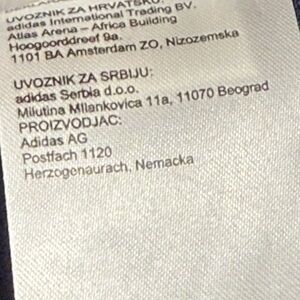 UVOZNIK ZA HRVATSKU:
adidas International Trading BV.
Atlas Arena – Africa Building
Hoogoorddreef 9a.
1101 BA Amsterdam ZO, Nizozemska
UVOZNIK ZA SRBIJU:
adidas Serbia d.o.o.
Milutina Milankovica 11a, 11070 Beograd
PROIZVODJAC:
Adidas AG
Postfach 1120
Herzogenaurach, Nemacka